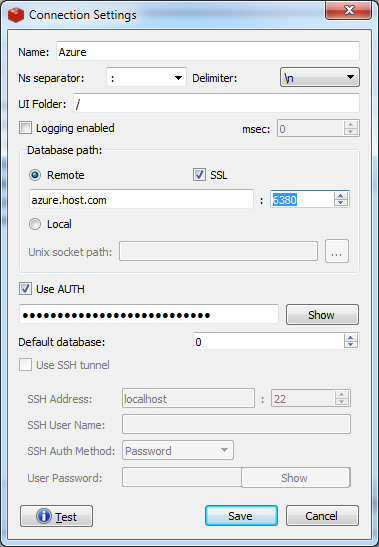 Connection Settings
Name: Azure
Ns separator: : Delimiter: \n
UI Folder: /
Logging enabled msec: 0
Database path:
Remote SSL
azure.host.com : 6380
Local
Unix socket path: ...
Use AUTH
●●●●●●●●●●●●●●●●●●●●●●●●●●● Show
Default database: 0
Use SSH tunnel
SSH Address: localhost : 22
SSH User Name:
SSH Auth Method: Password
User Password: Show
Test Save Cancel